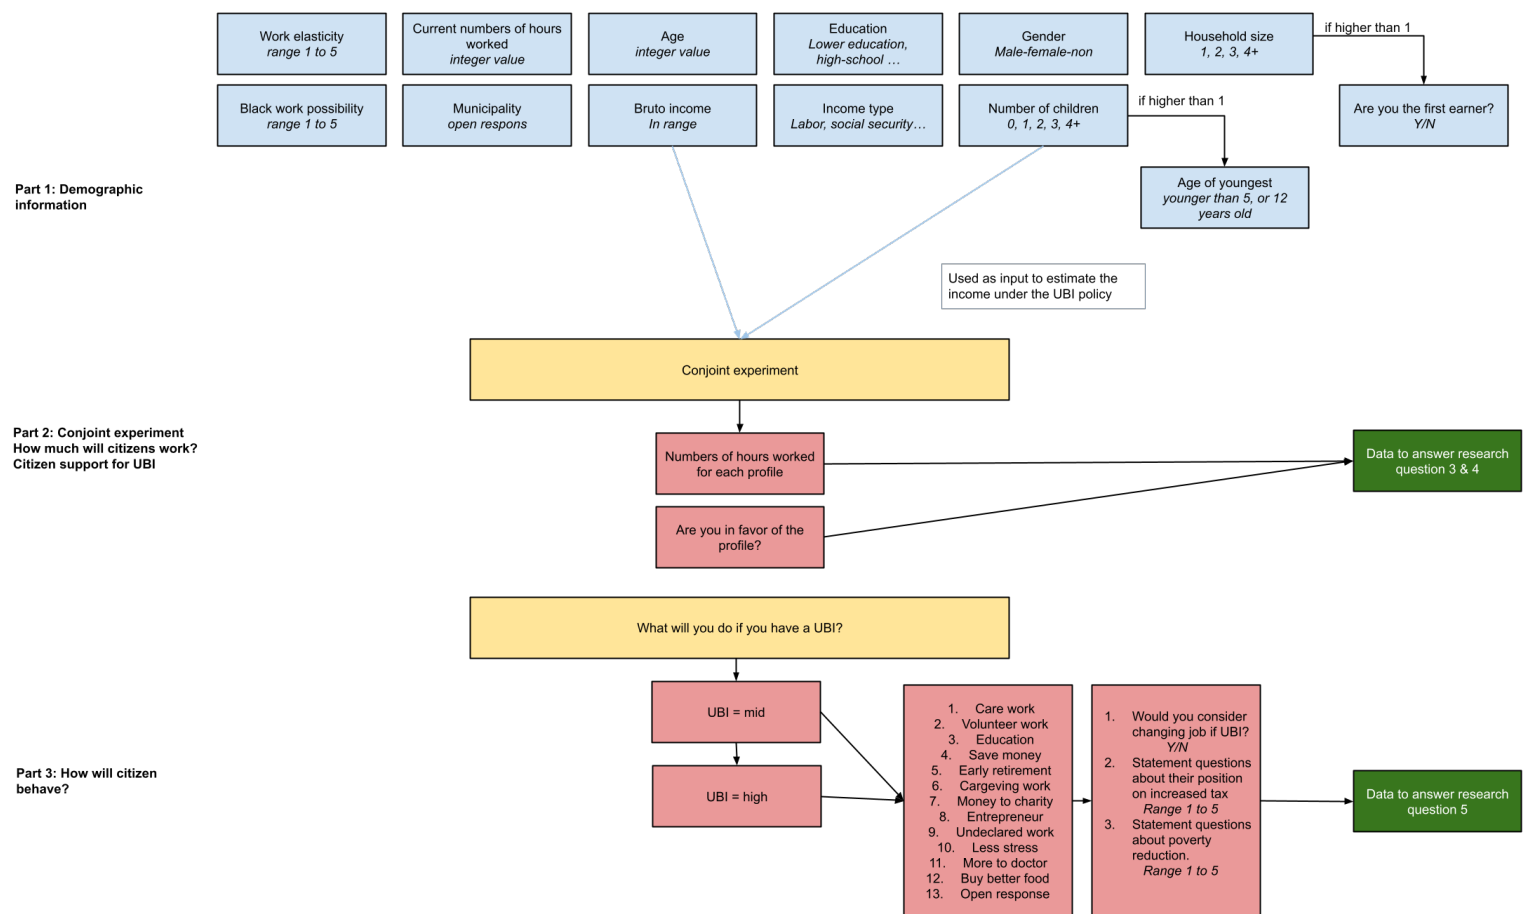 Work elasticity
range 1 to 5
Current numbers of hours
worked
integer value
Age
integer value
Education
Lower education,
high-school ...
Gender
Male-female-non
Household size
1, 2, 3, 4+
if higher than 1
Black work possibility
range 1 to 5
Municipality
open respons
Bruto income
In range
Income type
Labor, social security...
Number of children
0, 1, 2, 3, 4+
if higher than 1
Are you the first earner?
Y/N
Part 1: Demographic
information
Age of youngest
younger than 5, or 12
years old
Used as input to estimate the
income under the UBI policy
Conjoint experiment
Part 2: Conjoint experiment
How much will citizens work?
Citizen support for UBI
Numbers of hours worked
for each profile
Data to answer research
question 3 & 4
Are you in favor of the
profile?
What will you do if you have a UBI?
Part 3: How will citizen
behave?
UBI = mid
UBI = high
1. Care work
2. Volunteer work
3. Education
4. Save money
5. Early retirement
6. Cargeving work
7. Money to charity
8. Entrepreneur
9. Undeclared work
10. Less stress
11. More to doctor
12. Buy better food
13. Open response
1. Would you consider
changing job if UBI?
Y/N
2. Statement questions
about their position
on increased tax
Range 1 to 5
3. Statement questions
about poverty
reduction.
Range 1 to 5
Data to answer research
question 5